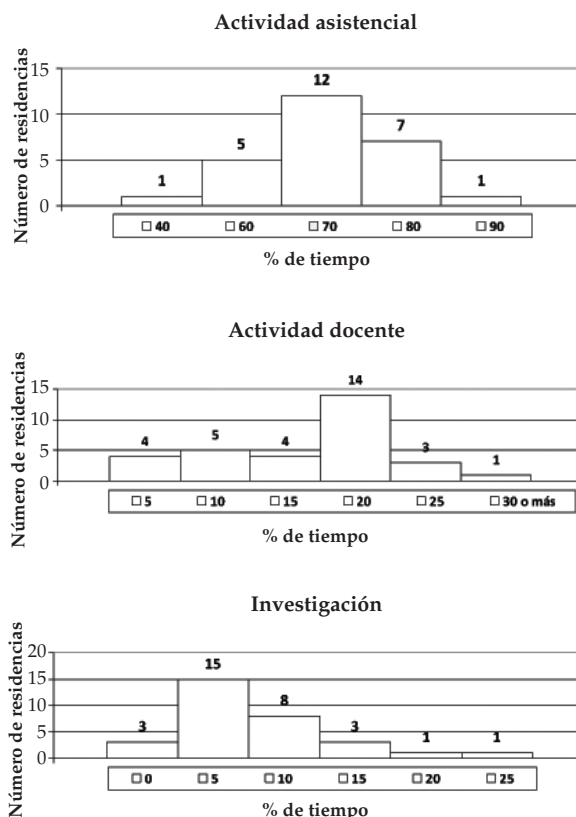 Actividad asistencial
Número de residencias
15
10
5
0
1
5
12
7
1
□ 40 □ 60 □ 70 □ 80 □ 90
% de tiempo
Actividad docente
Número de residencias
15
10
5
0
4
5
4
14
3
1
□ 5 □ 10 □ 15 □ 20 □ 25 □ 30 o más
% de tiempo
Investigación
Número de residencias
20
15
10
5
0
3
15
8
3
1
1
□ 0 □ 5 □ 10 □ 15 □ 20 □ 25
% de tiempo